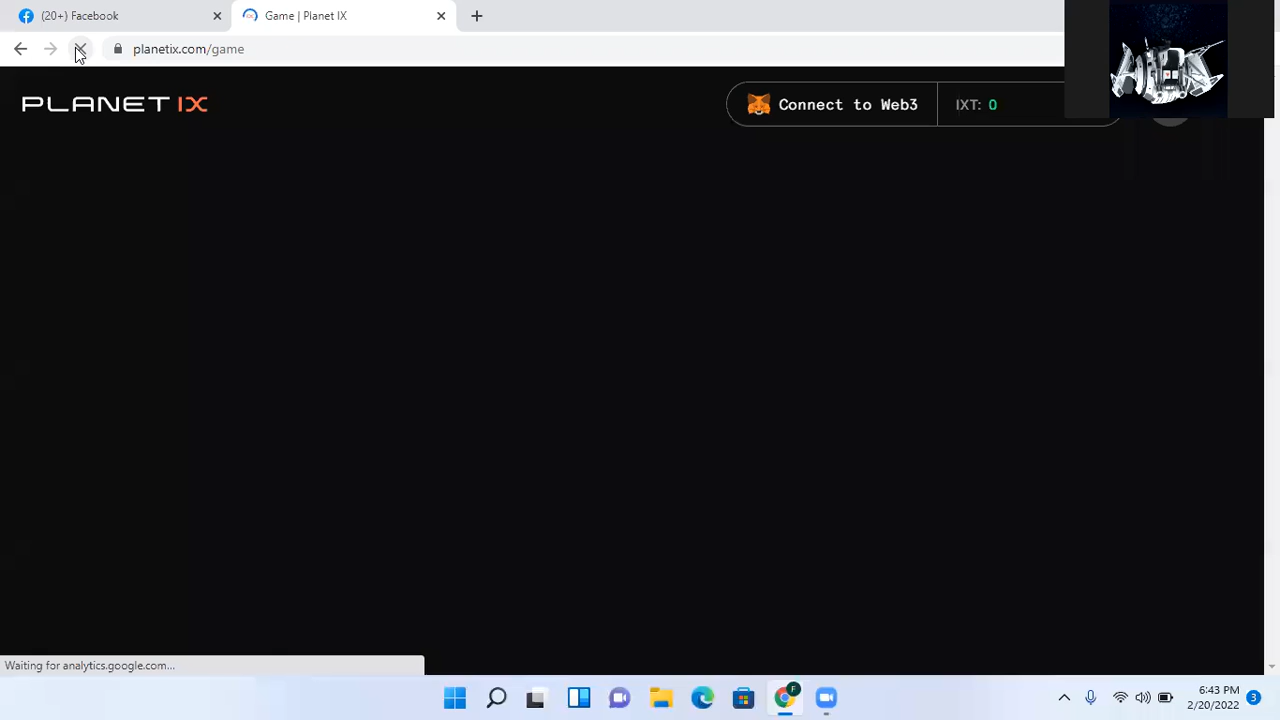 (20+) Facebook
Game | Planet IX
planetix.com/game
PLANET IX
Connect to Web3
IXT: 0
Waiting for analytics.google.com...
F
6:43 PM
2/20/2022
3